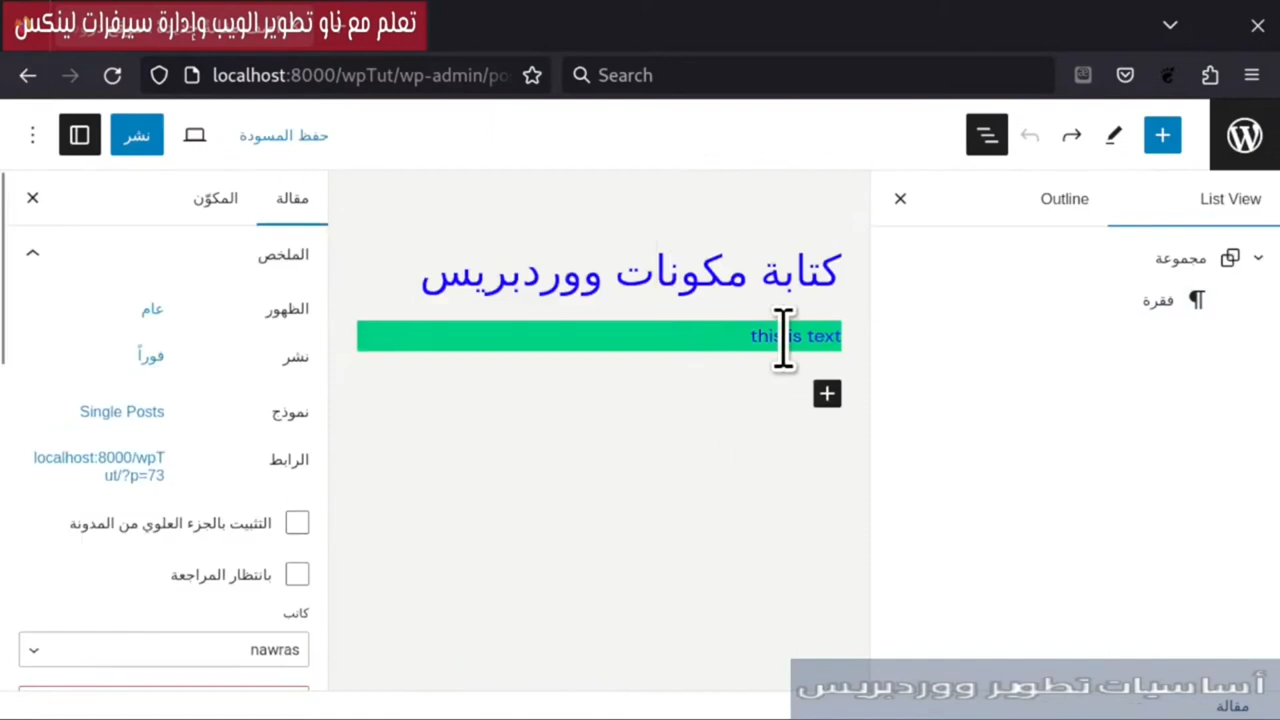 تعلم مع ناو تطوير الويب وإدارة سيرفرات لينكس
localhost:8000/wpTut/wp-admin/po
Search
نشر
حفظ المسودة
مقالة
المكوّن
الملخص
الظهور
عام
نشر
فوراً
نموذج
Single Posts
الرابط
localhost:8000/wpT
ut/?p=73
التثبيت بالجزء العلوي من المدونة
بانتظار المراجعة
كاتب
nawras
كتابة مكونات ووردبريس
this is text
List View
Outline
مجموعة
فقرة
أساسيات تطوير ووردبريس
مقالة